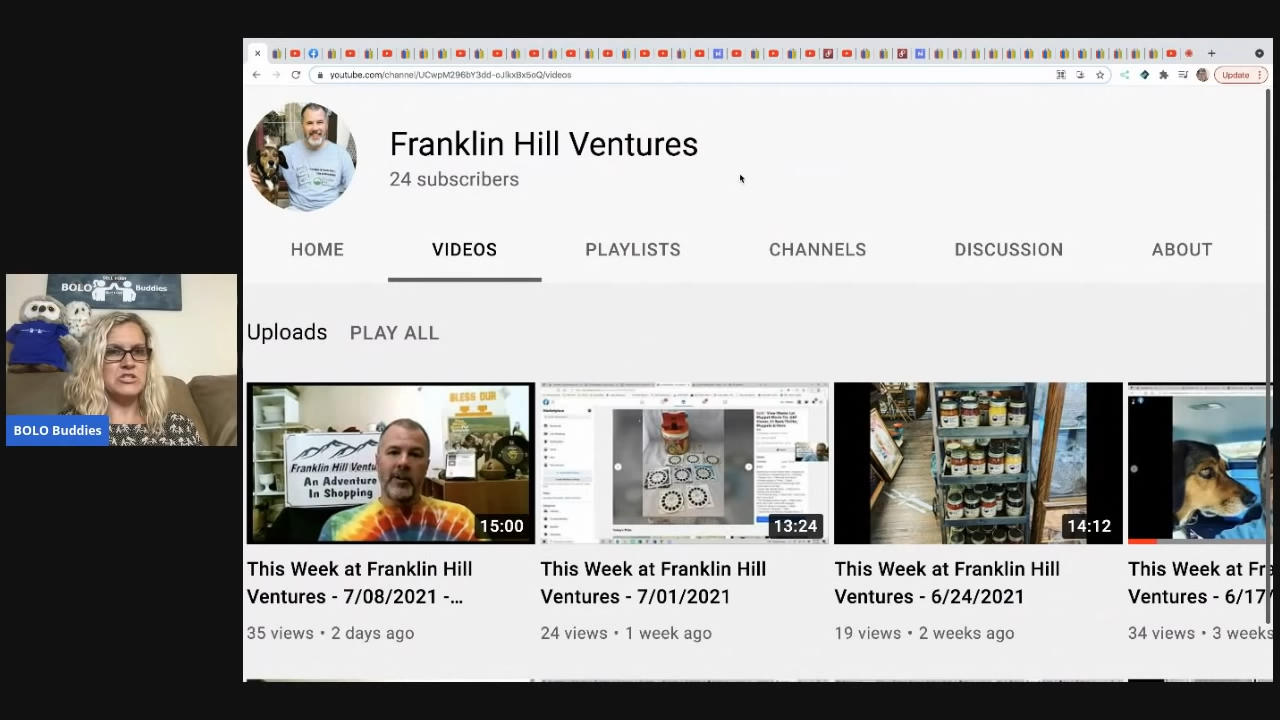 youtube.com/channel/UCwpM296bY3dd-oJlkxBx5oQ/videos
Update
Franklin Hill Ventures
24 subscribers
HOME
VIDEOS
PLAYLISTS
CHANNELS
DISCUSSION
ABOUT
Uploads
PLAY ALL
BOLO Buddies
BOLO Buddies
BLESS OUR
Franklin Hill Ventu
An Adventure
In Shopping
15:00
13:24
14:12
This Week at Franklin Hill
Ventures - 7/08/2021 -...
35 views • 2 days ago
This Week at Franklin Hill
Ventures - 7/01/2021
24 views • 1 week ago
This Week at Franklin Hill
Ventures - 6/24/2021
19 views • 2 weeks ago
This Week at Fra
Ventures - 6/17/
34 views • 3 weeks